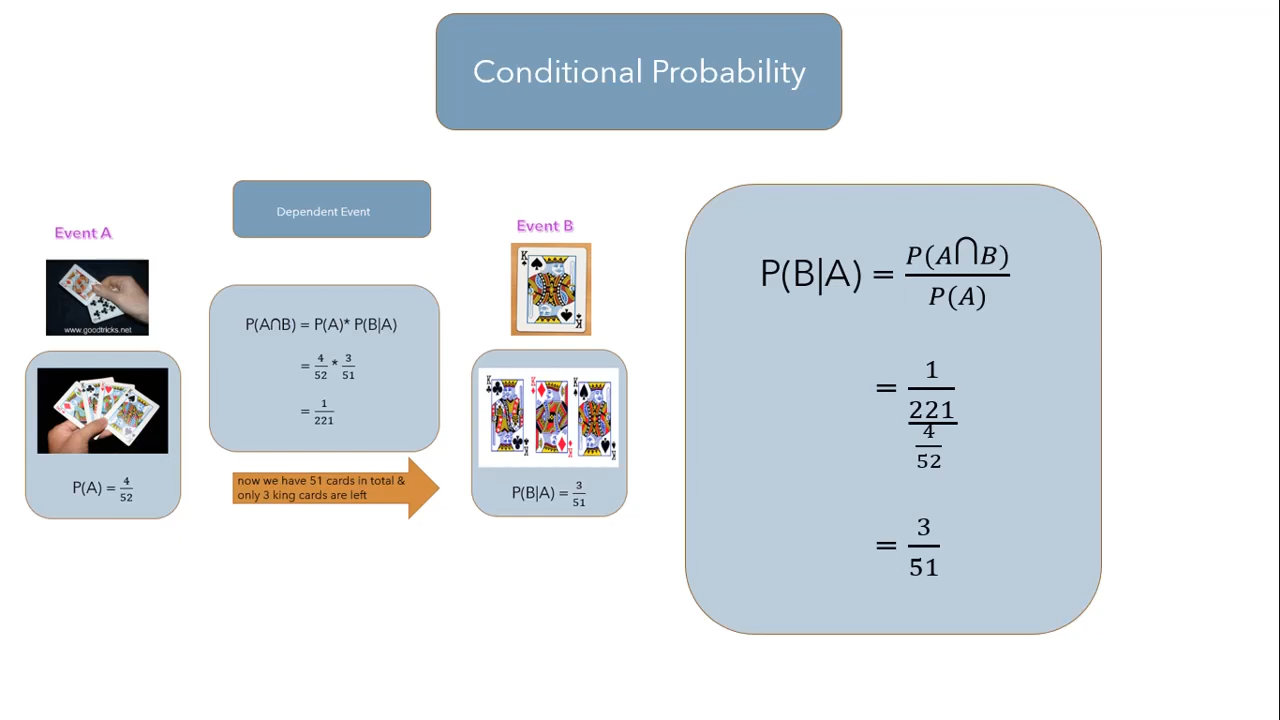 Conditional Probability
Dependent Event
Event A
Event B
www.goodtricks.net
P(A∩B) = P(A)* P(B|A)
= 4/52 * 3/51
= 1/221
now we have 51 cards in total &
only 3 king cards are left
P(A) = 4/52
K
K
K
K
K
K
K
K
P(B|A) = 3/51
P(B|A) = P(A⋂B)/P(A)
= 1/221/4/52
= 3/51